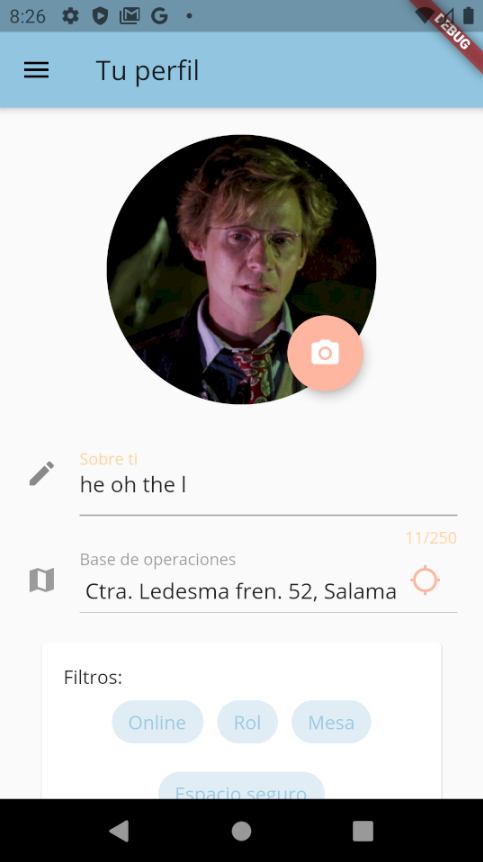 8:26
DEBUG
Tu perfil
Sobre ti
he oh the l
11/250
Base de operaciones
Ctra. Ledesma fren. 52, Salama
Filtros:
Online Rol Mesa
Espacio seguro